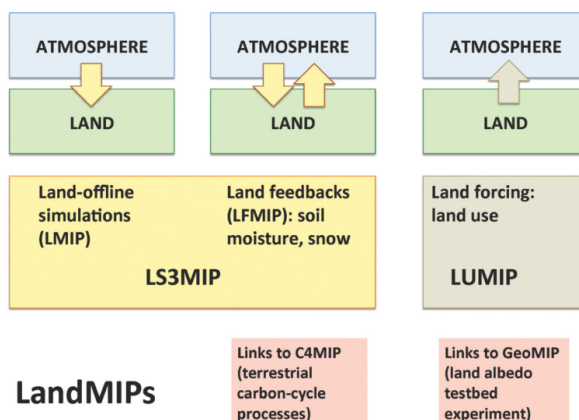 ATMOSPHERE
LAND
ATMOSPHERE
LAND
ATMOSPHERE
LAND
Land-offline
simulations
(LMIP)
Land feedbacks
(LFMIP): soil
moisture, snow
LS3MIP
Land forcing:
land use
LUMIP
LandMIPs
Links to C4MIP
(terrestrial
carbon-cycle
processes)
Links to GeoMIP
(land albedo
testbed
experiment)